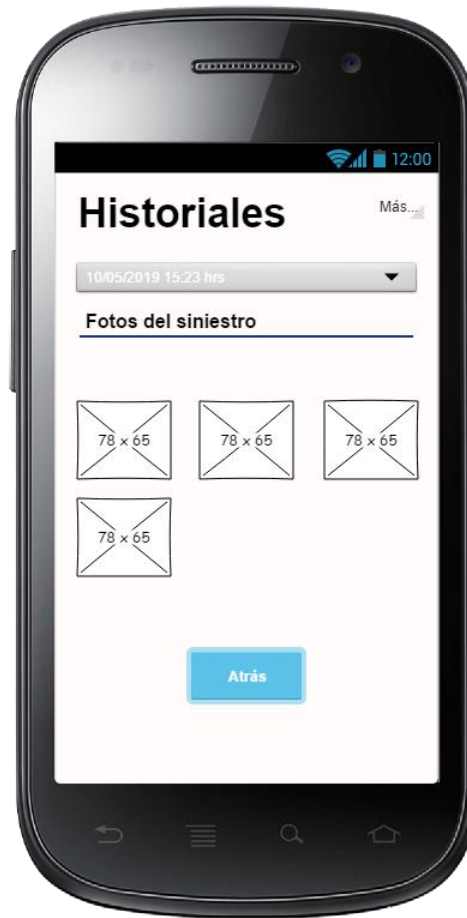 12:00
Historiales
Más...
10/05/2019 15:23 hrs
Fotos del siniestro
78 x 65
78 x 65
78 x 65
78 x 65
Atrás